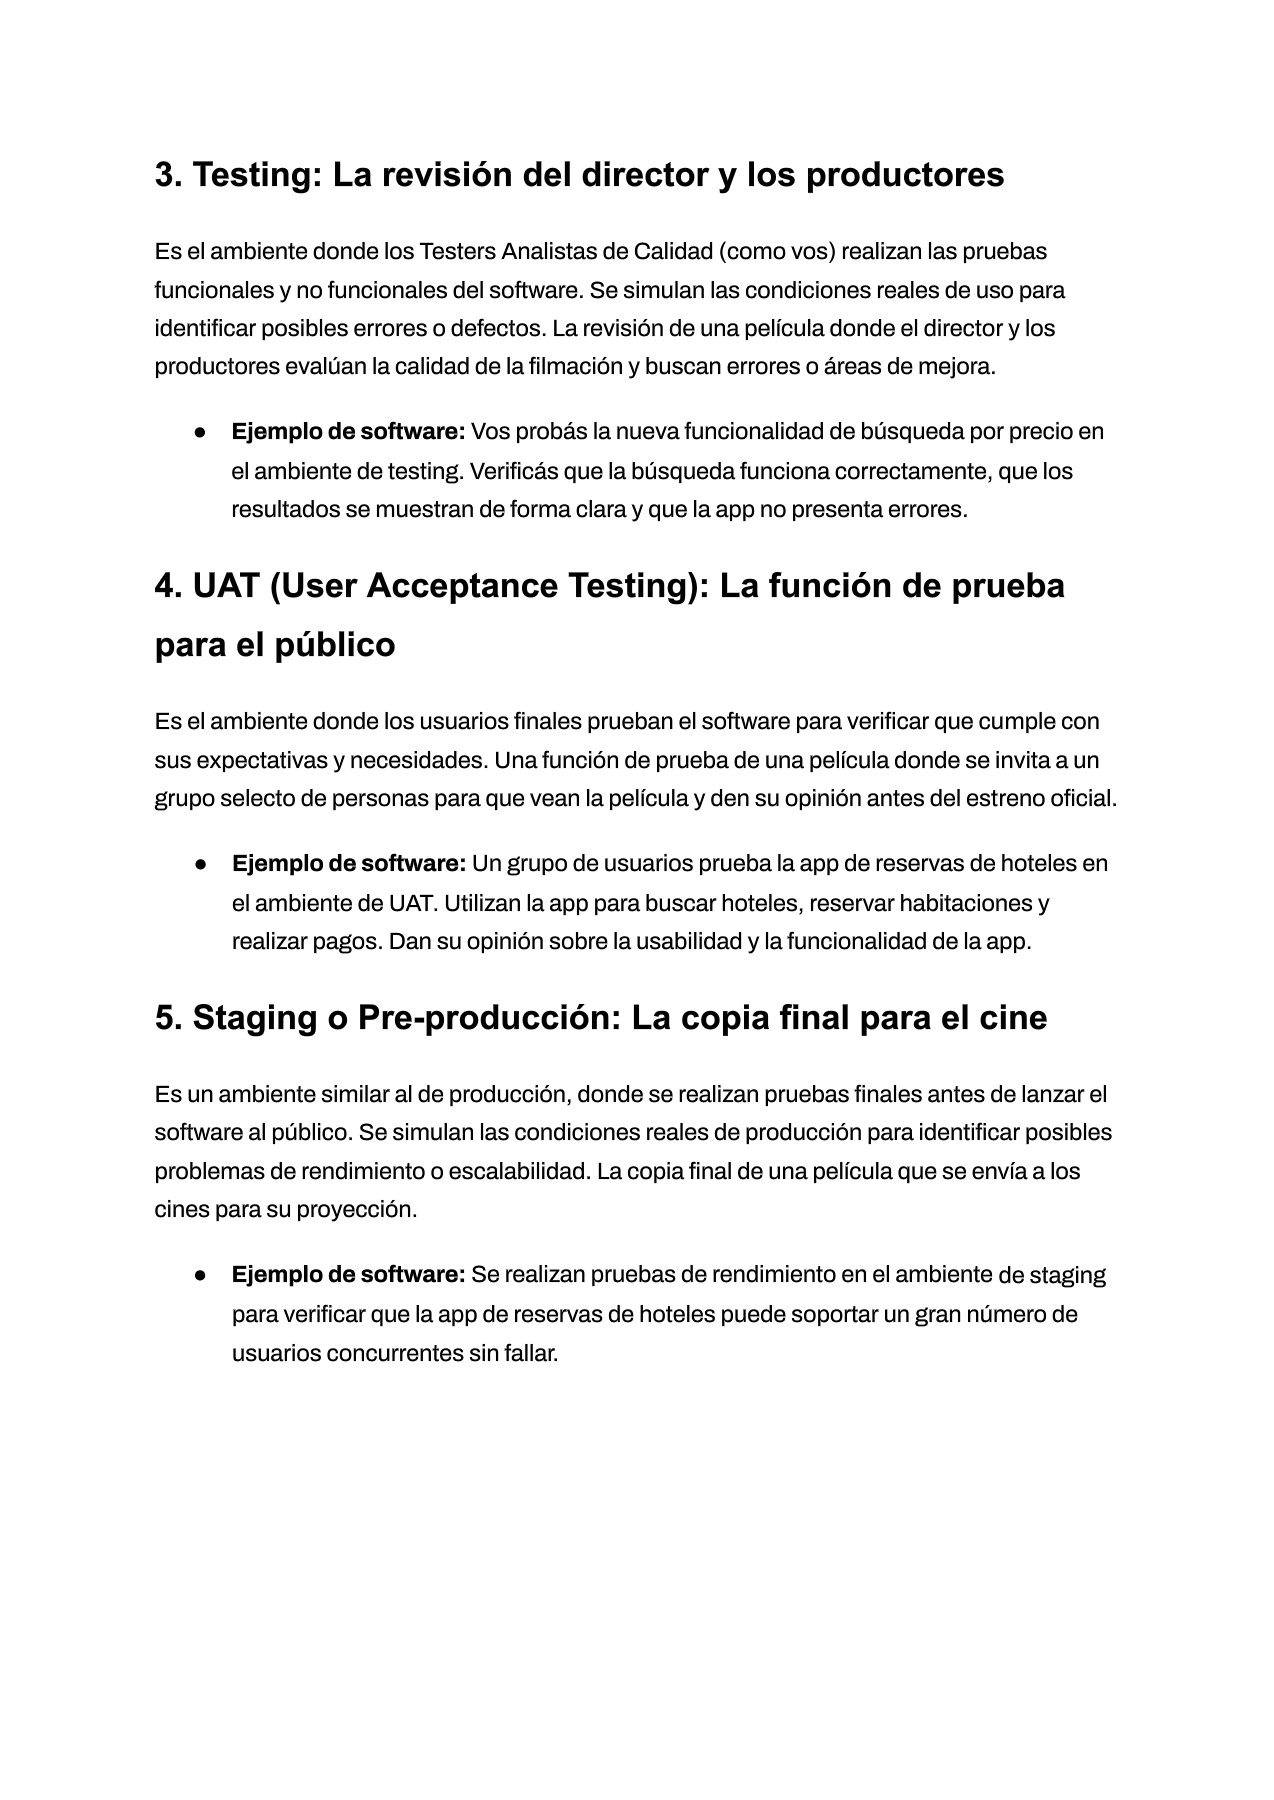 3. Testing: La revisión del director y los productores
Es el ambiente donde los Testers Analistas de Calidad (como vos) realizan las pruebas
funcionales y no funcionales del software. Se simulan las condiciones reales de uso para
identificar posibles errores o defectos. La revisión de una película donde el director y los
productores evalúan la calidad de la filmación y buscan errores o áreas de mejora.
● Ejemplo de software: Vos probás la nueva funcionalidad de búsqueda por precio en
el ambiente de testing. Verificás que la búsqueda funciona correctamente, que los
resultados se muestran de forma clara y que la app no presenta errores.
4. UAT (User Acceptance Testing): La función de prueba
para el público
Es el ambiente donde los usuarios finales prueban el software para verificar que cumple con
sus expectativas y necesidades. Una función de prueba de una película donde se invita a un
grupo selecto de personas para que vean la película y den su opinión antes del estreno oficial.
● Ejemplo de software: Un grupo de usuarios prueba la app de reservas de hoteles en
el ambiente de UAT. Utilizan la app para buscar hoteles, reservar habitaciones y
realizar pagos. Dan su opinión sobre la usabilidad y la funcionalidad de la app.
5. Staging o Pre-producción: La copia final para el cine
Es un ambiente similar al de producción, donde se realizan pruebas finales antes de lanzar el
software al público. Se simulan las condiciones reales de producción para identificar posibles
problemas de rendimiento o escalabilidad. La copia final de una película que se envía a los
cines para su proyección.
● Ejemplo de software: Se realizan pruebas de rendimiento en el ambiente de staging
para verificar que la app de reservas de hoteles puede soportar un gran número de
usuarios concurrentes sin fallar.